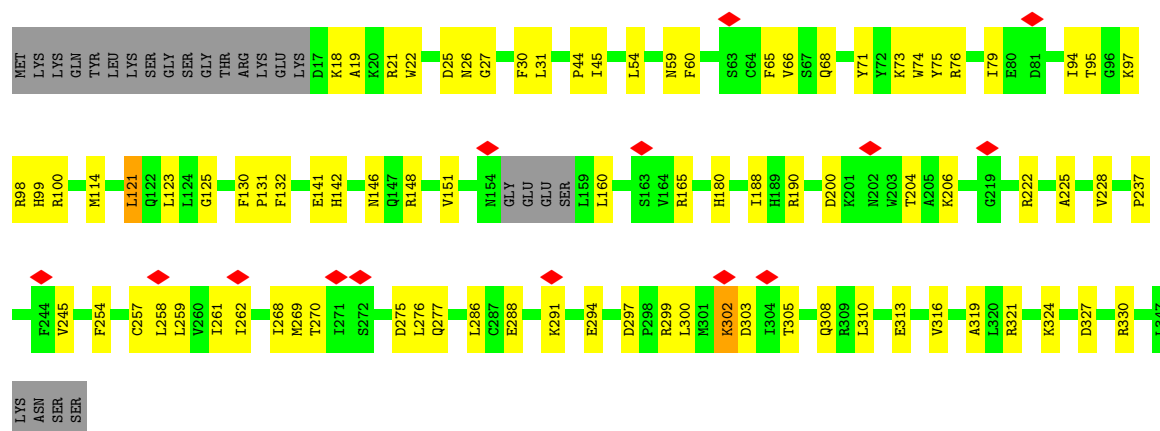 MET LYS LYS GLN TYR LEU LYS SER GLY SER GLY THR ARG LYS GLU LYS D17 K18 A19 K20 R21 W22 D25 N26 G27 F30 L31 P44 I45 L54 N59 F60 S63 C64 F65 V66 S67 Q68 Y71 Y72 K73 W74 Y75 R76 I79 E80 D81 I94 T95 G96 K97
R98 H99 R100 M114 L121 Q122 L123 L124 G125 F130 P131 F132 E141 H142 N146 Q147 R148 V151 N154 GLY GLU GLU SER L159 L160 S163 V164 R165 H180 I188 H189 R190 D200 K201 N202 W203 T204 A205 K206 G219 R222 A225 V228 P237
F244 V245 F254 C257 L258 L259 V260 I261 I262 I268 M269 T270 I271 S272 D275 L276 Q277 L286 C287 E288 K291 E294 D297 P298 R299 L300 M301 K302 D303 I304 T305 Q308 R309 L310 E313 V316 A319 L320 R321 K324 D327 R330 L347
LYS ASN SER SER